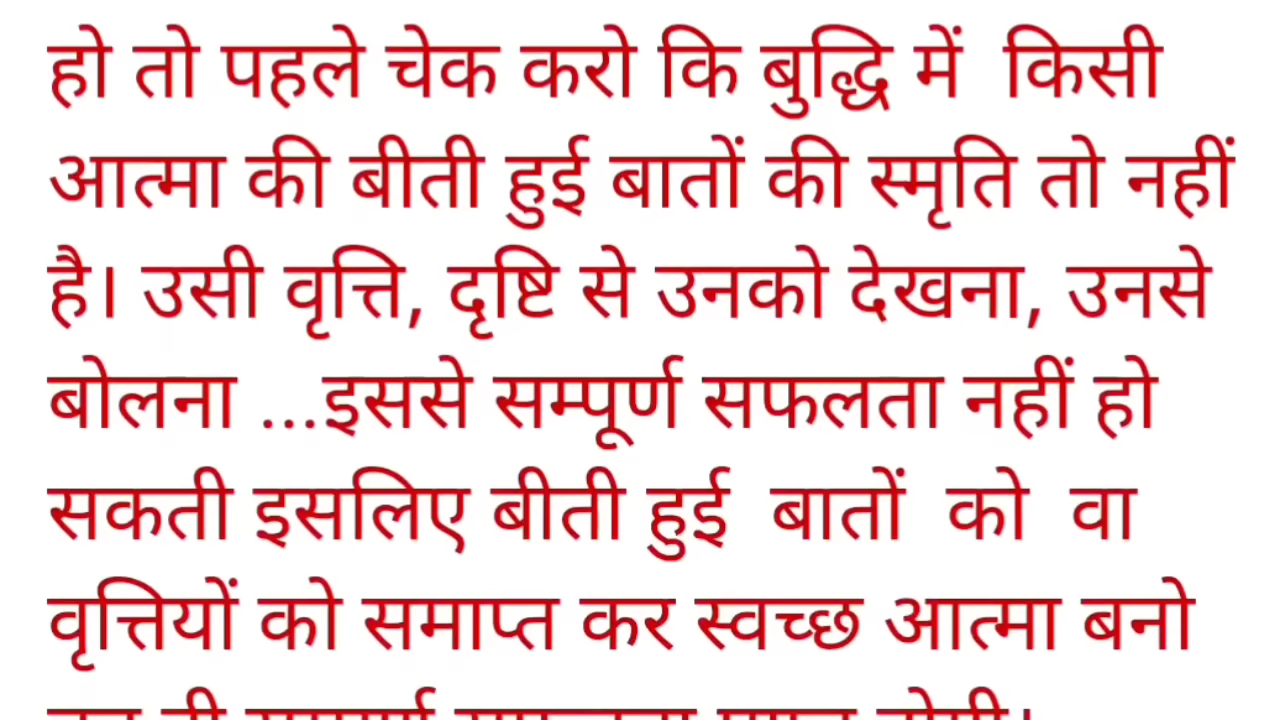 हो तो पहले चेक करो कि बुद्धि में  किसी
आत्मा की बीती हुई बातों की स्मृति तो नहीं
है। उसी वृत्ति, दृष्टि से उनको देखना, उनसे
बोलना ...इससे सम्पूर्ण सफलता नहीं हो
सकती इसलिए बीती हुई  बातों  को  वा
वृत्तियों को समाप्त कर स्वच्छ आत्मा बनो